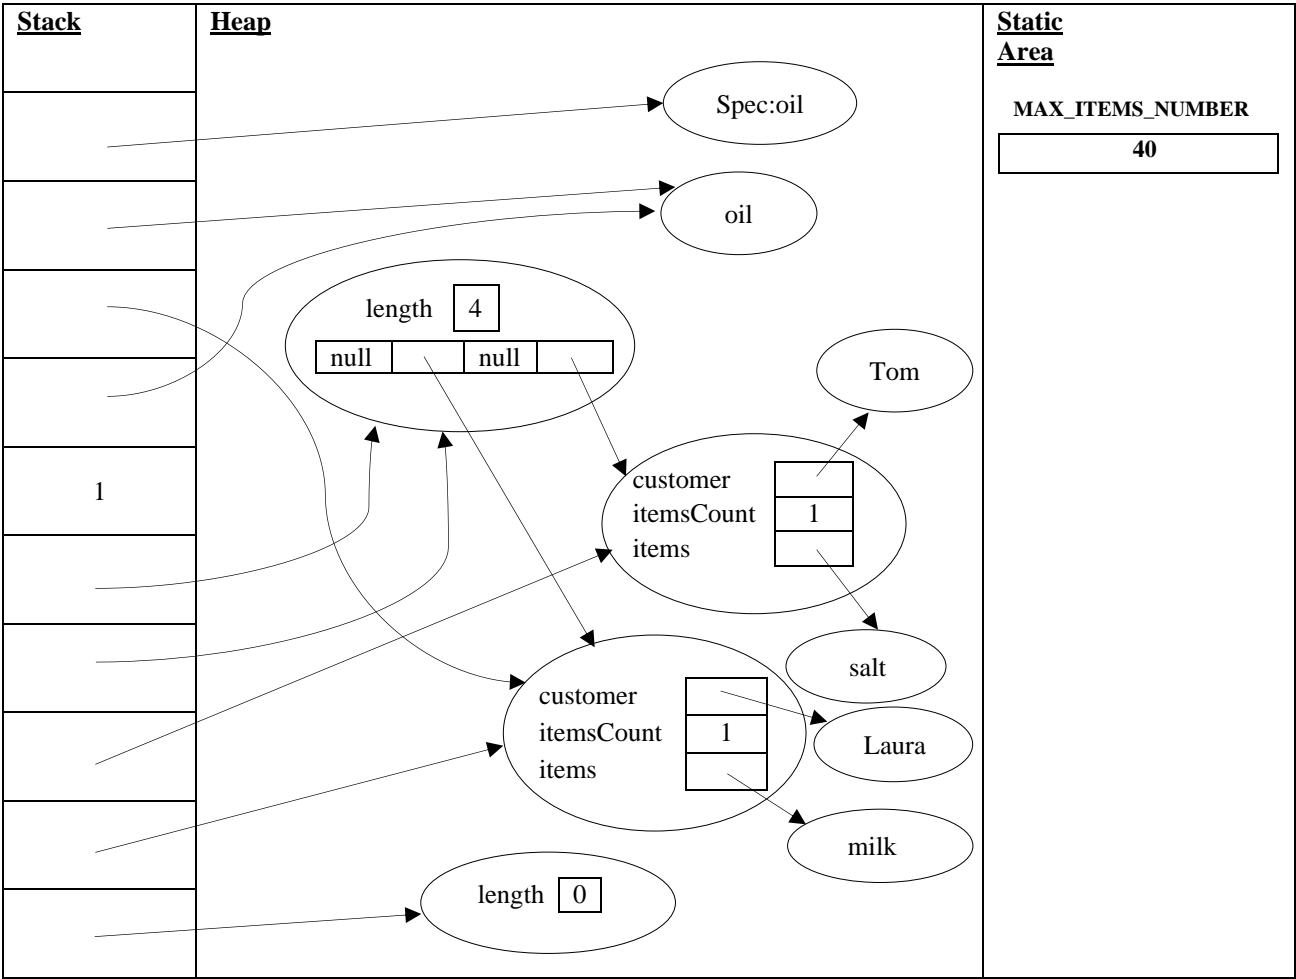 Stack
Heap
Static
Area
Spec:oil
MAX_ITEMS_NUMBER
40
oil
length 4
null null
Tom
customer
itemsCount 1
items
1
salt
customer
itemsCount 1
items
Laura
milk
length 0